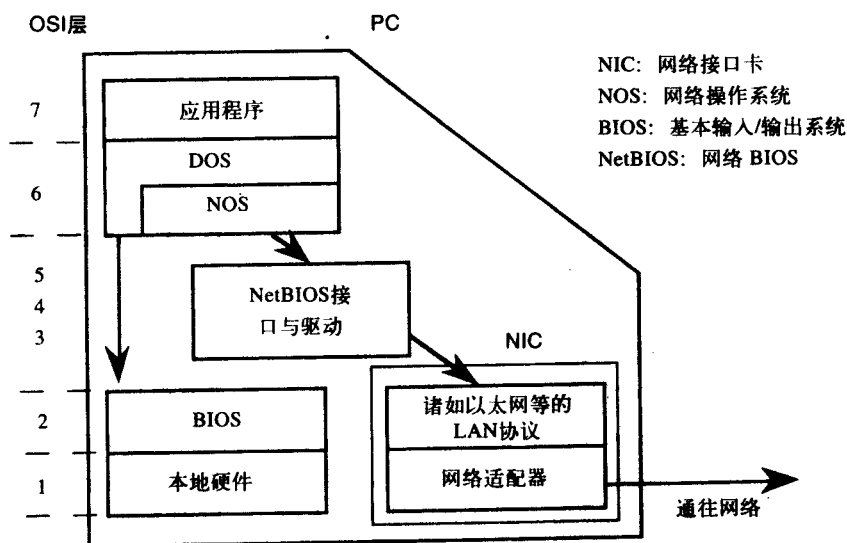 OSI层
PC
NIC: 网络接口卡
NOS: 网络操作系统
BIOS: 基本输入/输出系统
NetBIOS: 网络 BIOS
7
应用程序
DOS
6
NOS
5
4
3
NetBIOS接
口与驱动
NIC
2
BIOS
诸如以太网等的
LAN协议
1
本地硬件
网络适配器
通往网络